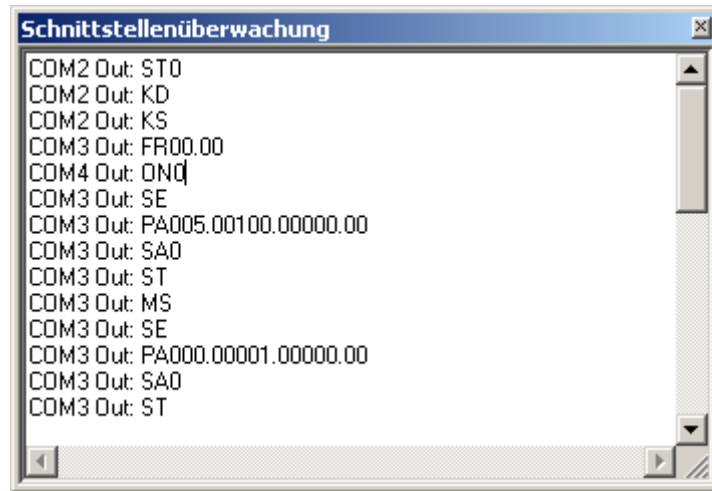 Schnittstellenüberwachung
COM2 Out: ST0
COM2 Out: KD
COM2 Out: KS
COM3 Out: FR00.00
COM4 Out: ON0
COM3 Out: SE
COM3 Out: PA005.00100.00000.00
COM3 Out: SA0
COM3 Out: ST
COM3 Out: MS
COM3 Out: SE
COM3 Out: PA000.00001.00000.00
COM3 Out: SA0
COM3 Out: ST